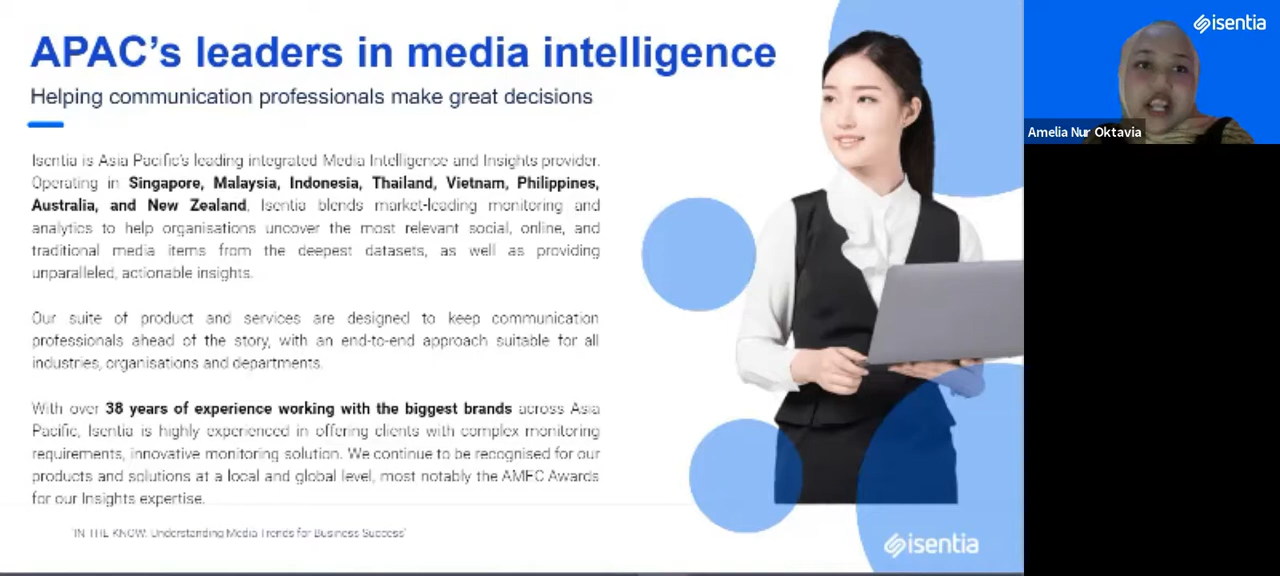 APAC's leaders in media intelligence
Helping communication professionals make great decisions
Isentia is Asia Pacific's leading integrated Media Intelligence and Insights provider.
Operating in Singapore, Malaysia, Indonesia, Thailand, Vietnam, Philippines,
Australia, and New Zealand, Isentia blends market-leading monitoring and
analytics to help organisations uncover the most relevant social, online, and
traditional media items from the deepest datasets, as well as providing
unparalleled, actionable insights.
Our suite of product and services are designed to keep communication
professionals ahead of the story, with an end-to-end approach suitable for all
industries, organisations and departments.
With over 38 years of experience working with the biggest brands across Asia
Pacific, Isentia is highly experienced in offering clients with complex monitoring
requirements, innovative monitoring solution. We continue to be recognised for our
products and solutions at a local and global level, most notably the AMEC Awards
for our Insights expertise.
'IN THE KNOW: Understanding Media Trends for Business Success'
isentia
isentia
Amelia Nur Oktavia